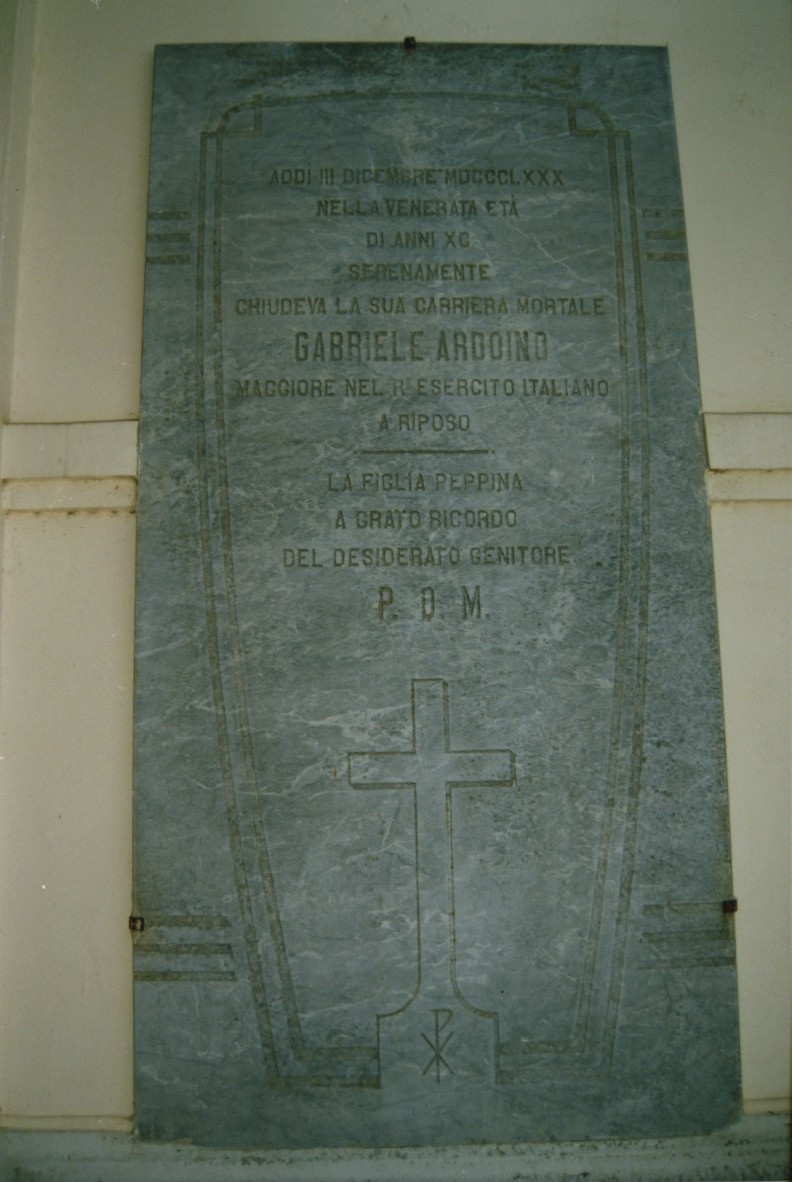 ADDÌ III DICEMBRE MDCCCLXXX
NELLA VENERATA ETÀ
DI ANNI XC
SERENAMENTE
CHIUDEVA LA SUA CARRIERA MORTALE
GABRIELE ARDOINO
MAGGIORE NEL R° ESERCITO ITALIANO
A RIPOSO
LA FIGLIA PEPPINA
A GRATO RICORDO
DEL DESIDERATO GENITORE
P. D. M.